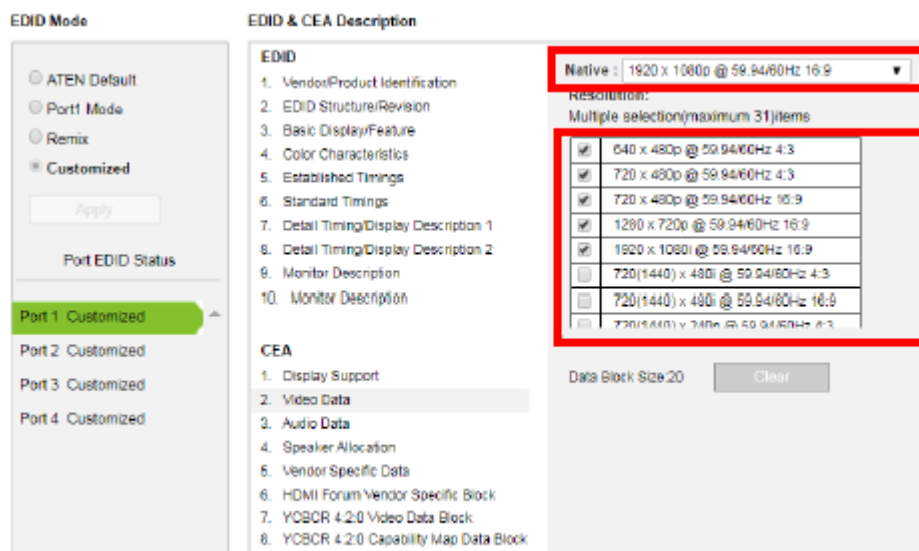 EDID Mode
ATEN Default
Port1 Mode
Remix
Customized
Apply
Port EDID Status
Port 1 Customized
Port 2 Customized
Port 3 Customized
Port 4 Customized
EDID & CEA Description
EDID
1. Vendor/Product Identification
2. EDID Structure/Revision
3. Basic Display/Feature
4. Color Characteristics
5. Established Timings
6. Standard Timings
7. Detail Timing/Display Description 1
8. Detail Timing/Display Description 2
9. Monitor Description
10. Monitor Description
CEA
1. Display Support
2. Video Data
3. Audio Data
4. Speaker Allocation
5. Vendor Specific Data
6. HDMI Forum Vendor Specific Block
7. YCBCR 4:2:0 Video Data Block
8. YCBCR 4:2:0 Capability Map Data Block
Native : 1920 x 1080p @ 59.94/60Hz 16:9
Resolution:
Multiple selection(maximum 31)items
640 x 480p @ 59.94/60Hz 4:3
720 x 480p @ 59.94/60Hz 4:3
720 x 480p @ 59.94/60Hz 16:9
1280 x 720p @ 59.94/60Hz 16:9
1920 x 1080i @ 59.94/60Hz 16:9
720(1440) x 480i @ 59.94/60Hz 4:3
720(1440) x 480i @ 59.94/60Hz 16:9
720(1440) x 240p @ 59.94/60Hz 4:3
Data Block Size:20
Clear